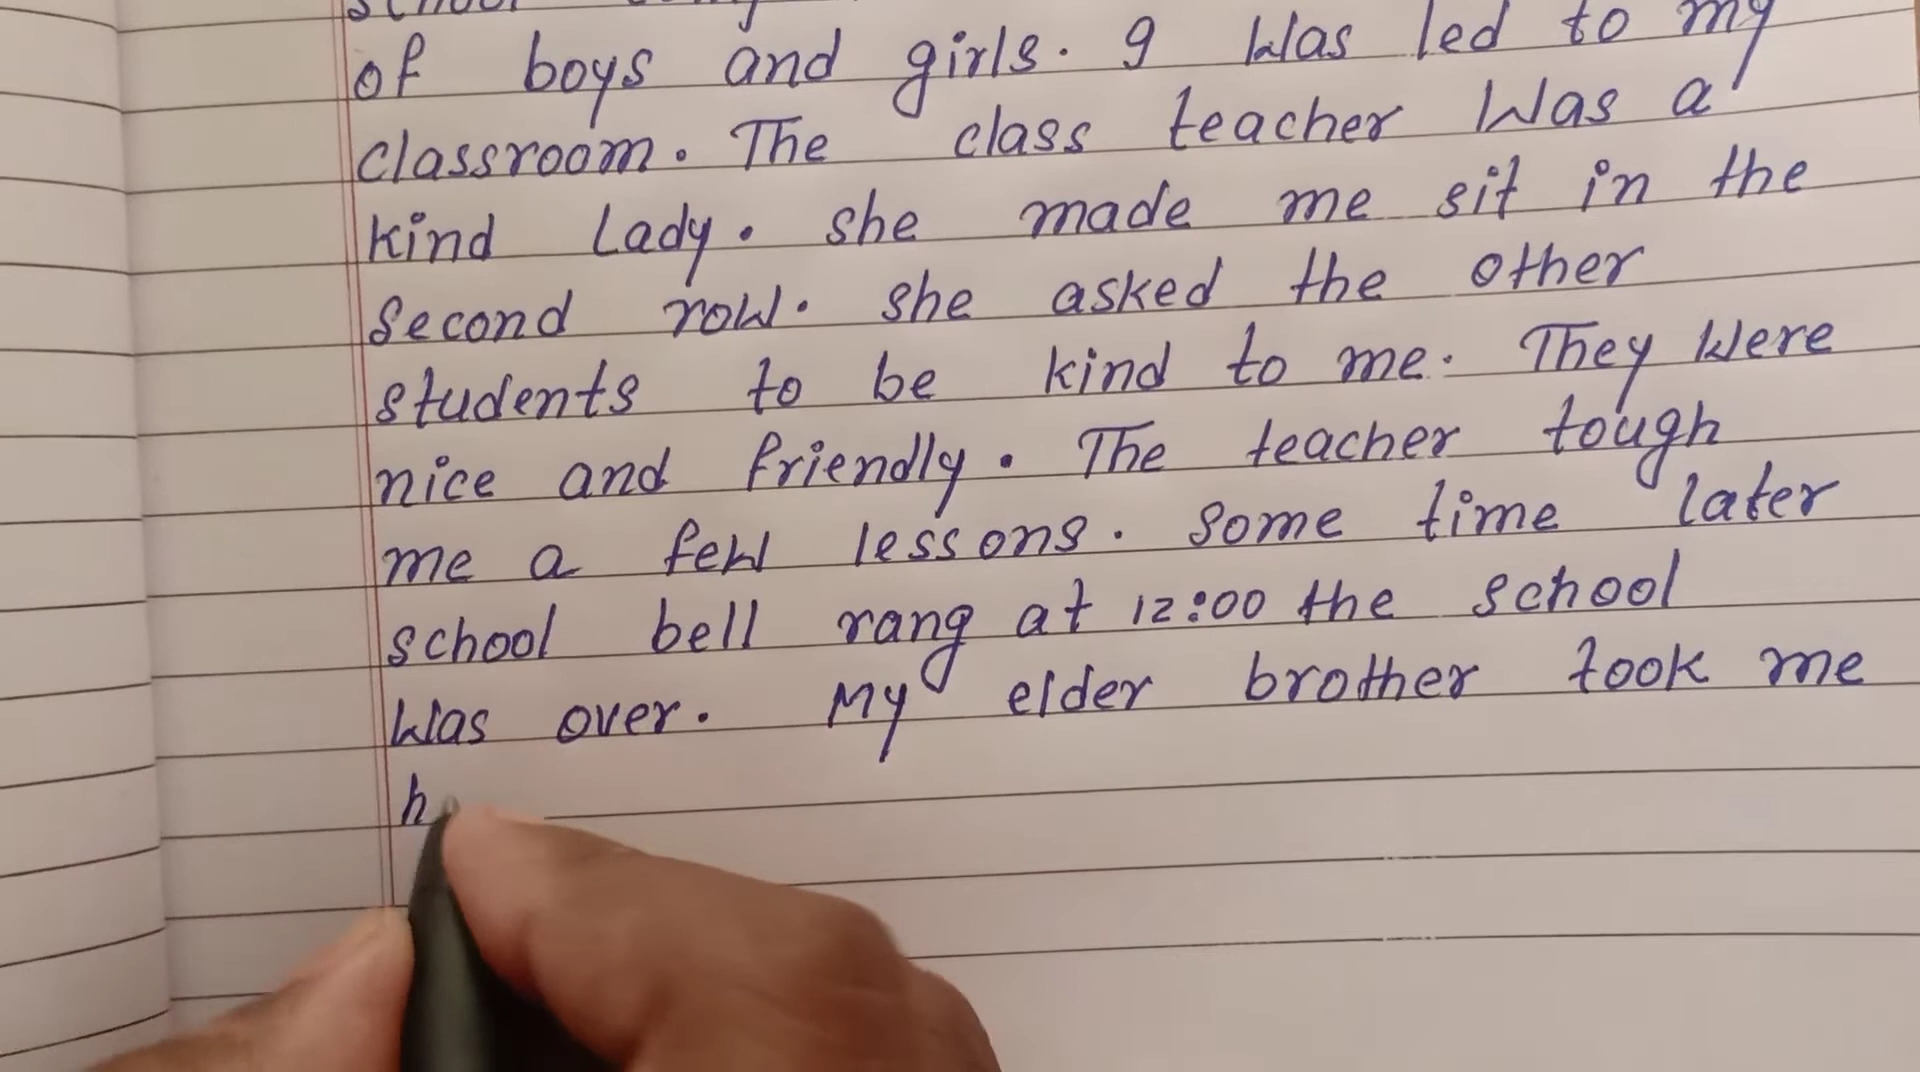 school
of boys and girls. I was led to my
classroom. The class teacher was a
kind Lady. she made me sit in the
second row. she asked the other
students to be kind to me. They were
nice and friendly. The teacher tough
me a few lessons. some time later
school bell rang at 12:00 the school
was over. My elder brother took me
h